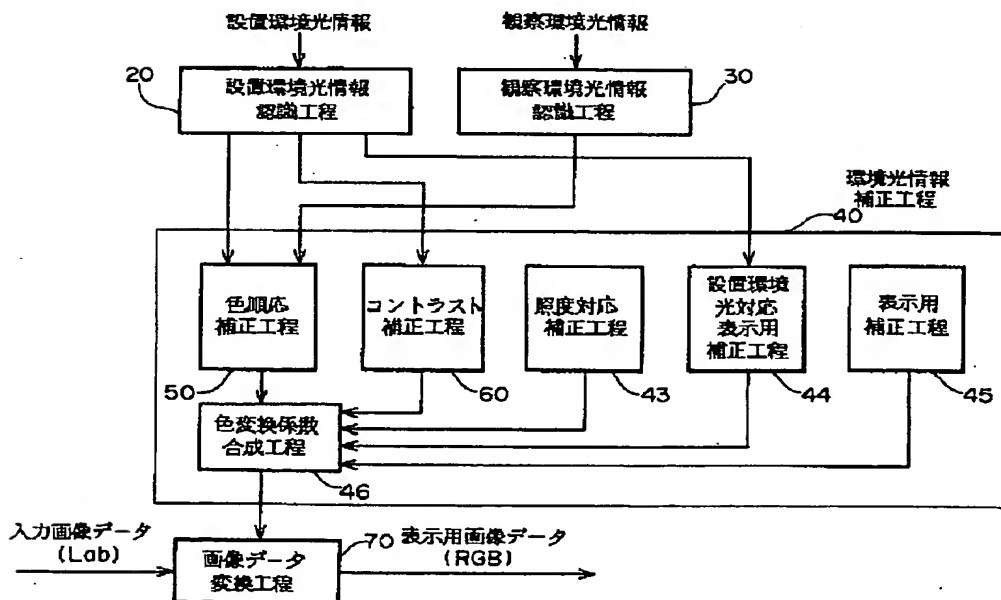 設置環境光情報
観察環境光情報
20
設置環境光情報
認識工程
観察環境光情報
認識工程
30
環境光情報
補正工程
40
色順応
補正工程
コントラスト
補正工程
照度対応
補正工程
設置環境
光対応
表示用
補正工程
表示用
補正工程
50
60
43
44
45
色変換係数
合成工程
46
入力画像データ
(Lab)
画像データ
変換工程
70
表示用画像データ
(RGB)